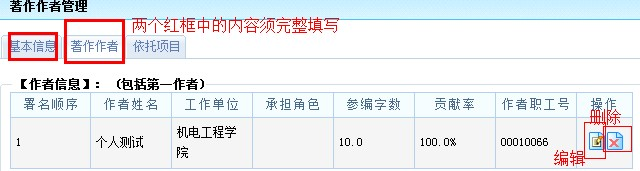 著作作者管理
两个红框中的内容须完整填写
基本信息 著作作者 依托项目
【作者信息】：（包括第一作者）
署名顺序 作者姓名 工作单位 承担角色 参编字数 贡献率 作者职工号 操作
删除
1 个人测试 机电工程学院 10.0 100.0% 00010066
编辑